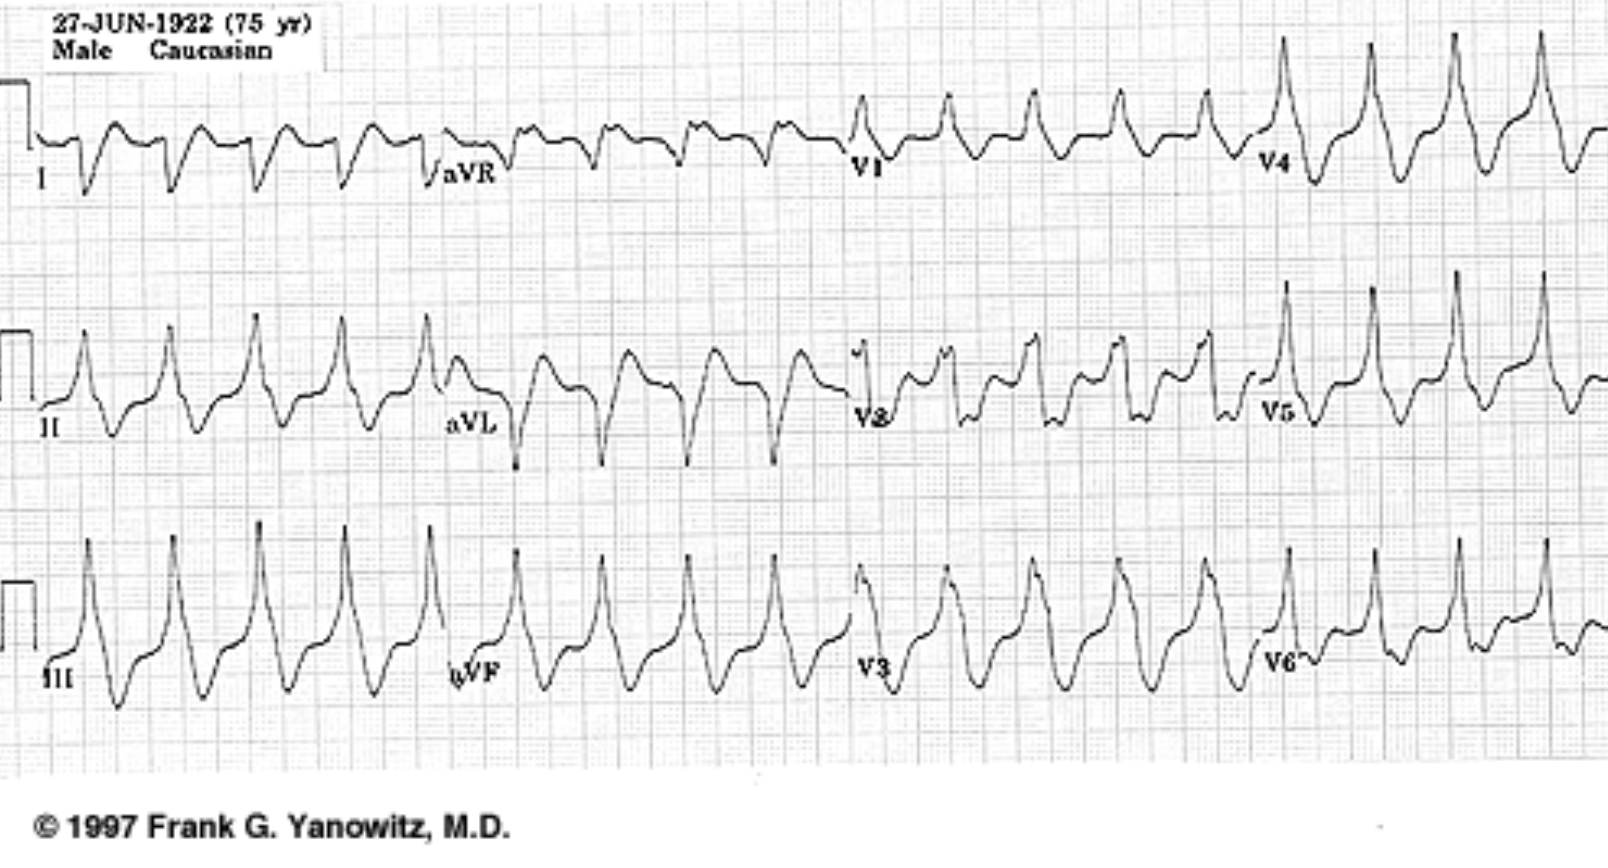 27-JUN-1922 (75 yr)
Male Caucasian
I
aVR
V1
V4
II
aVL
V2
V5
III
aVF
V3
V6
© 1997 Frank G. Yanowitz, M.D.